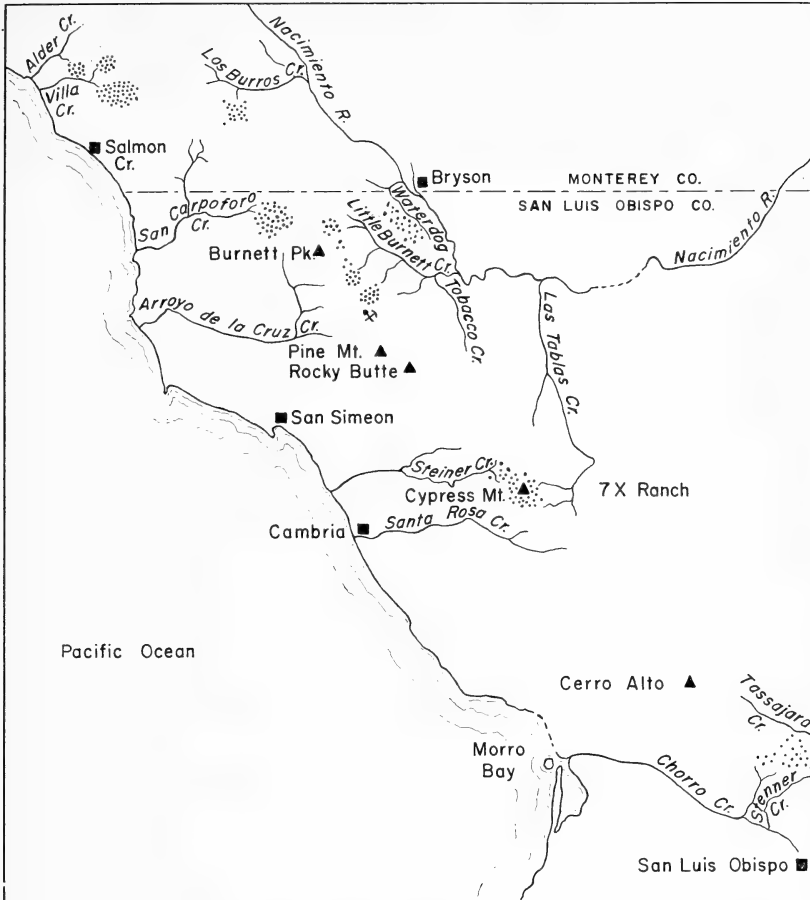 Alder Cr.
Villa
Cr.
Los Burros Cr.
Nacimiento R.
Salmon
Cr.
Bryson
MONTEREY CO.
SAN LUIS OBISPO CO.
San Carpoforo
Cr.
Waterdog
Cr.
Little Burnett
Nacimiento R.
Burnett Pk.
Tobacco Cr.
Las Tablas Cr.
Arroyo de la Cruz Cr.
Pine Mt.
Rocky Butte
San Simeon
Steiner Cr.
Cypress Mt.
7X Ranch
Cambria
Santa Rosa Cr.
Pacific Ocean
Cerro Alto
Tassajara
Cr.
Morro
Bay
Chorro Cr.
Stenner
Cr.
San Luis Obispo